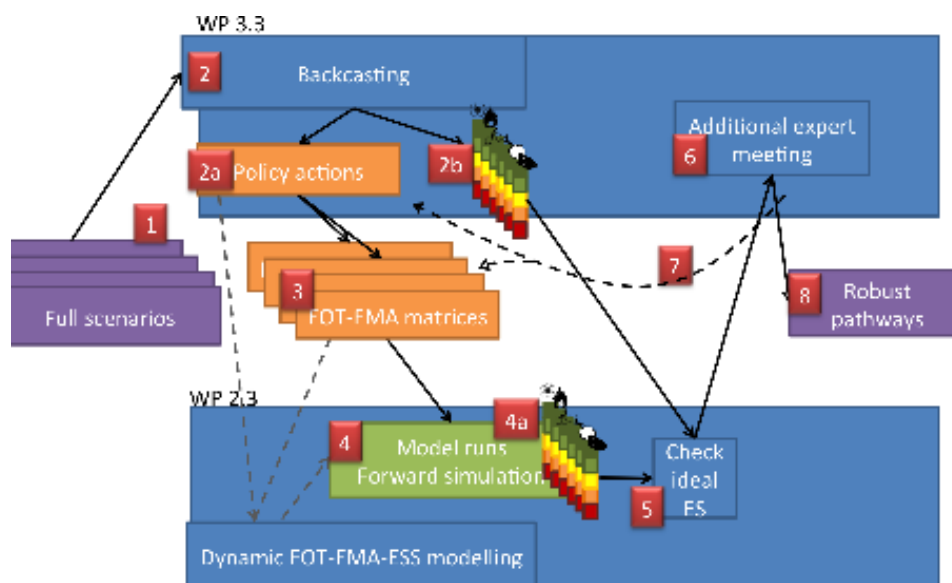 WP 3.3
2
Backcasting
2a
Policy actions
2b
6
Additional expert
meeting
1
Full scenarios
3
FOT-FMA matrices
7
8
Robust
pathways
WP 2.3
4
4a
Model runs
Forward simulation
5
Check
ideal
ES
Dynamic FOT-FMA-ESS modelling